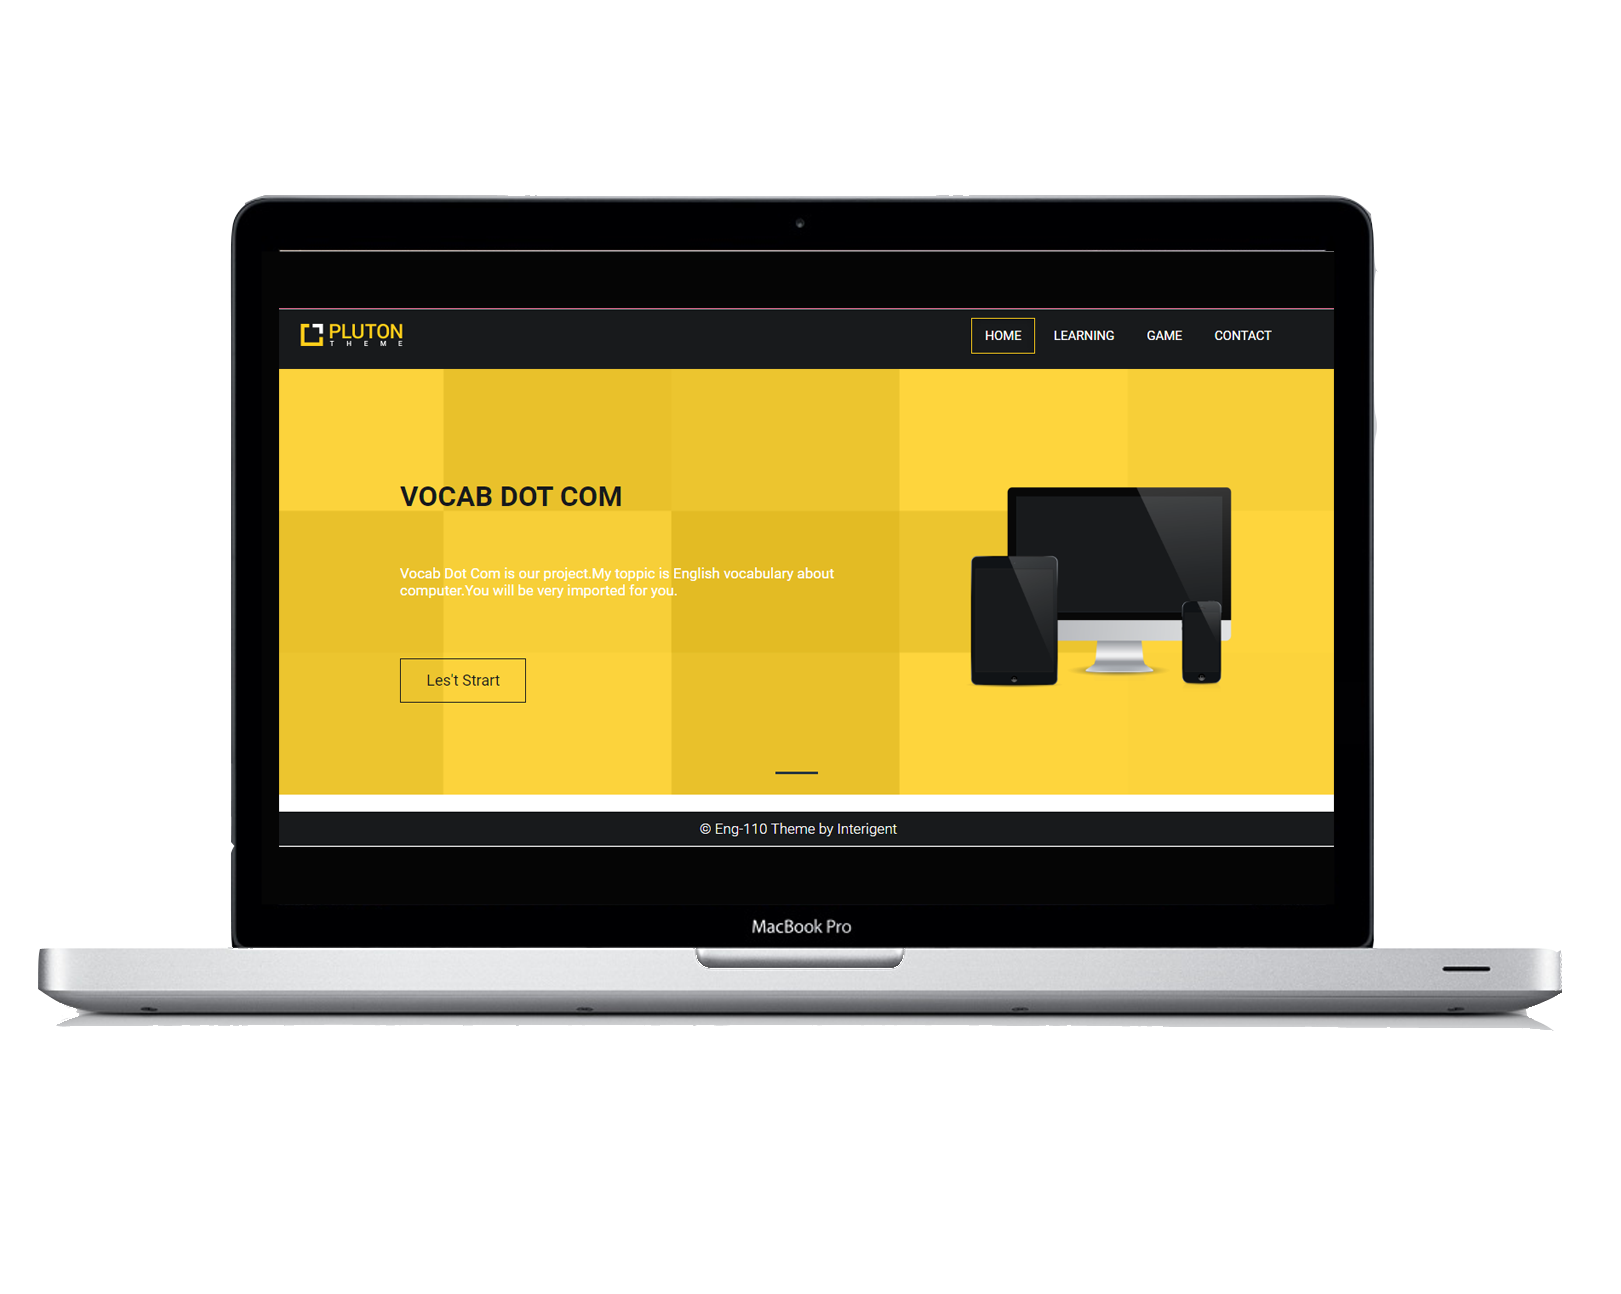 PLUTON
THEME
HOME LEARNING GAME CONTACT
VOCAB DOT COM
Vocab Dot Com is our project.My toppic is English vocabulary about
computer.You will be very imported for you.
Les't Strart
© Eng-110 Theme by Interigent
MacBook Pro